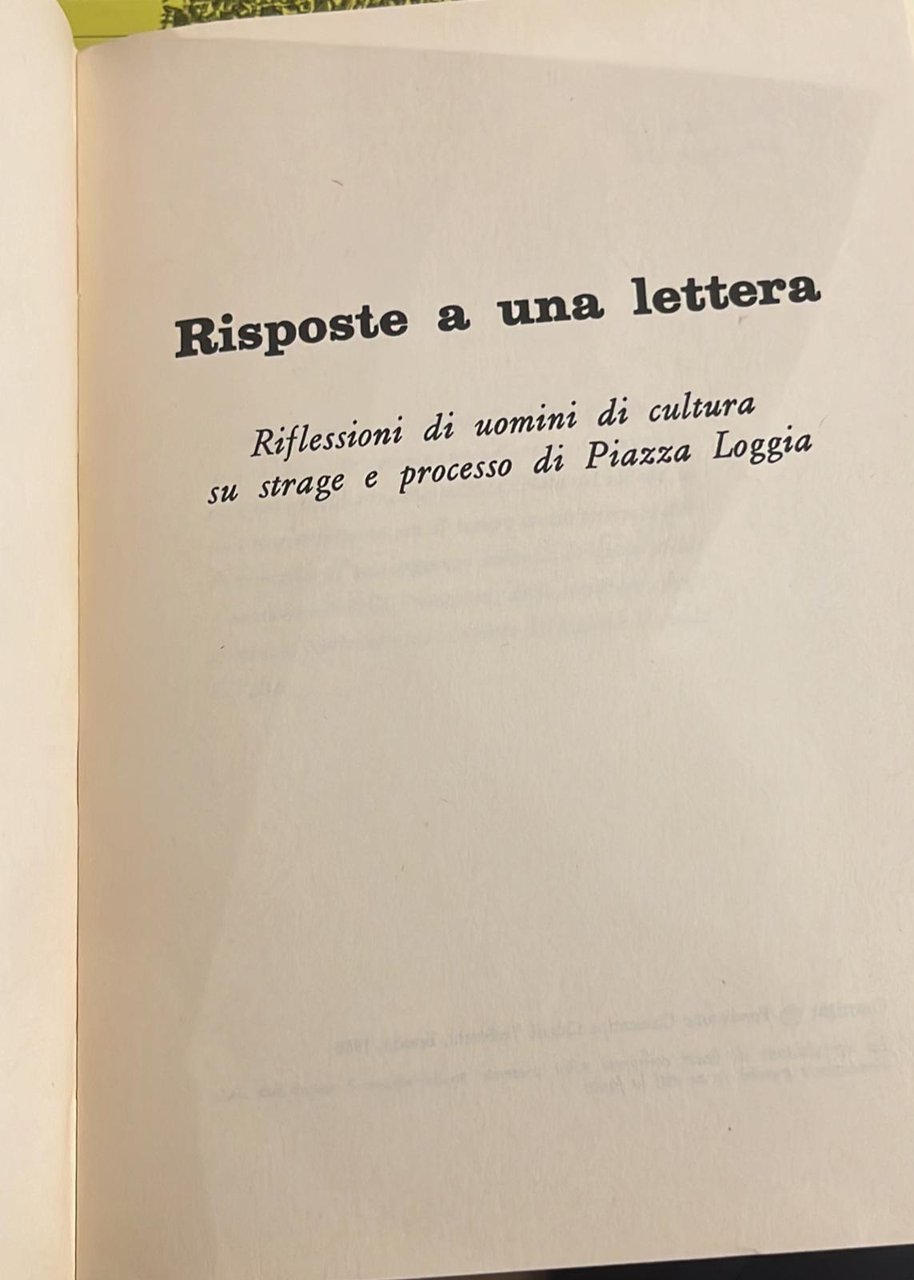 Risposte a una lettera
Riflessioni di uomini di cultura
su strage e processo di Piazza Loggia